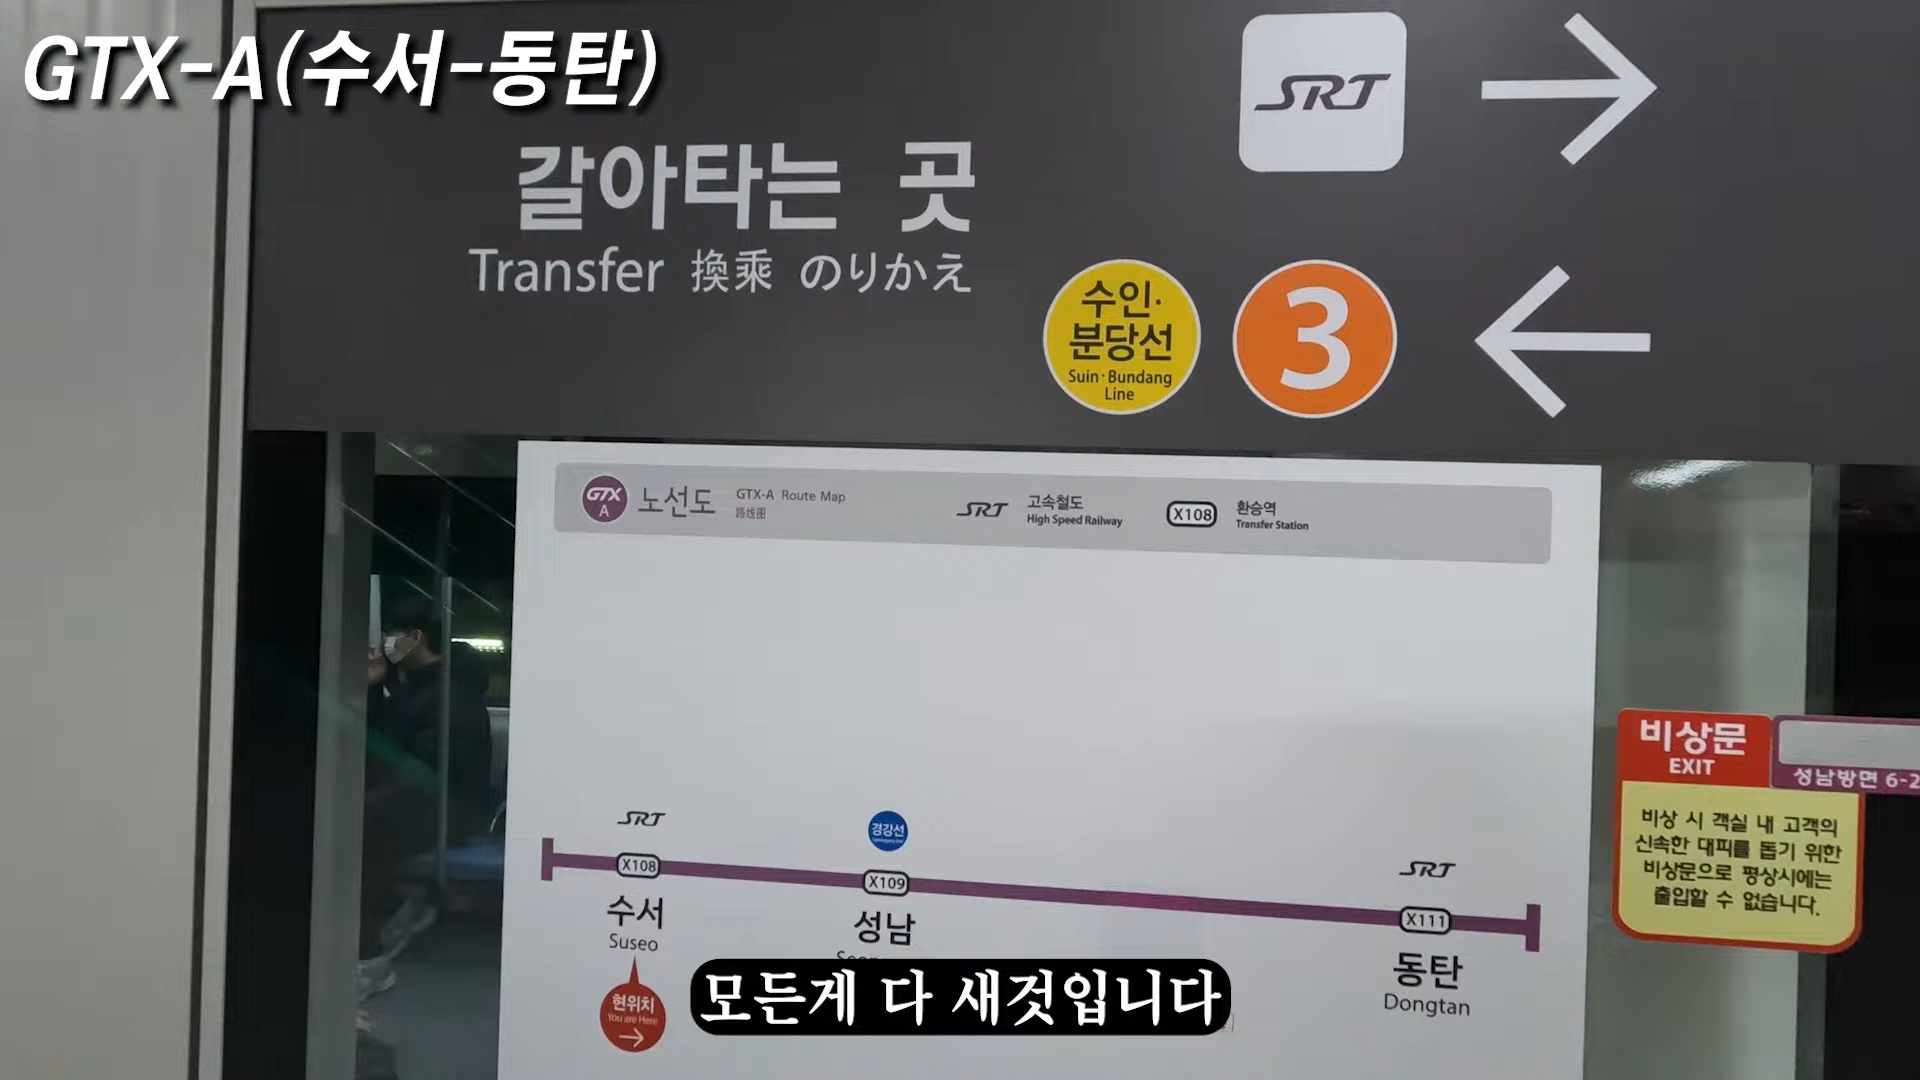 GTX-A(수서-동탄)
SRT
갈아타는 곳
Transfer 換乘 のりかえ
수인·
분당선
Suin·Bundang
Line
3
GTX
A
노선도
GTX-A Route Map
路线图
SRT
고속철도
High Speed Railway
X108
환승역
Transfer Station
비상문
EXIT
성남방면 6-2
비상 시 객실 내 고객의
신속한 대피를 돕기 위한
비상문으로 평상시에는
출입할 수 없습니다.
SRT
X108
수서
Suseo
현위치
You are Here
경강선
X109
성남
SRT
X111
동탄
Dongtan
모든게 다 새것입니다